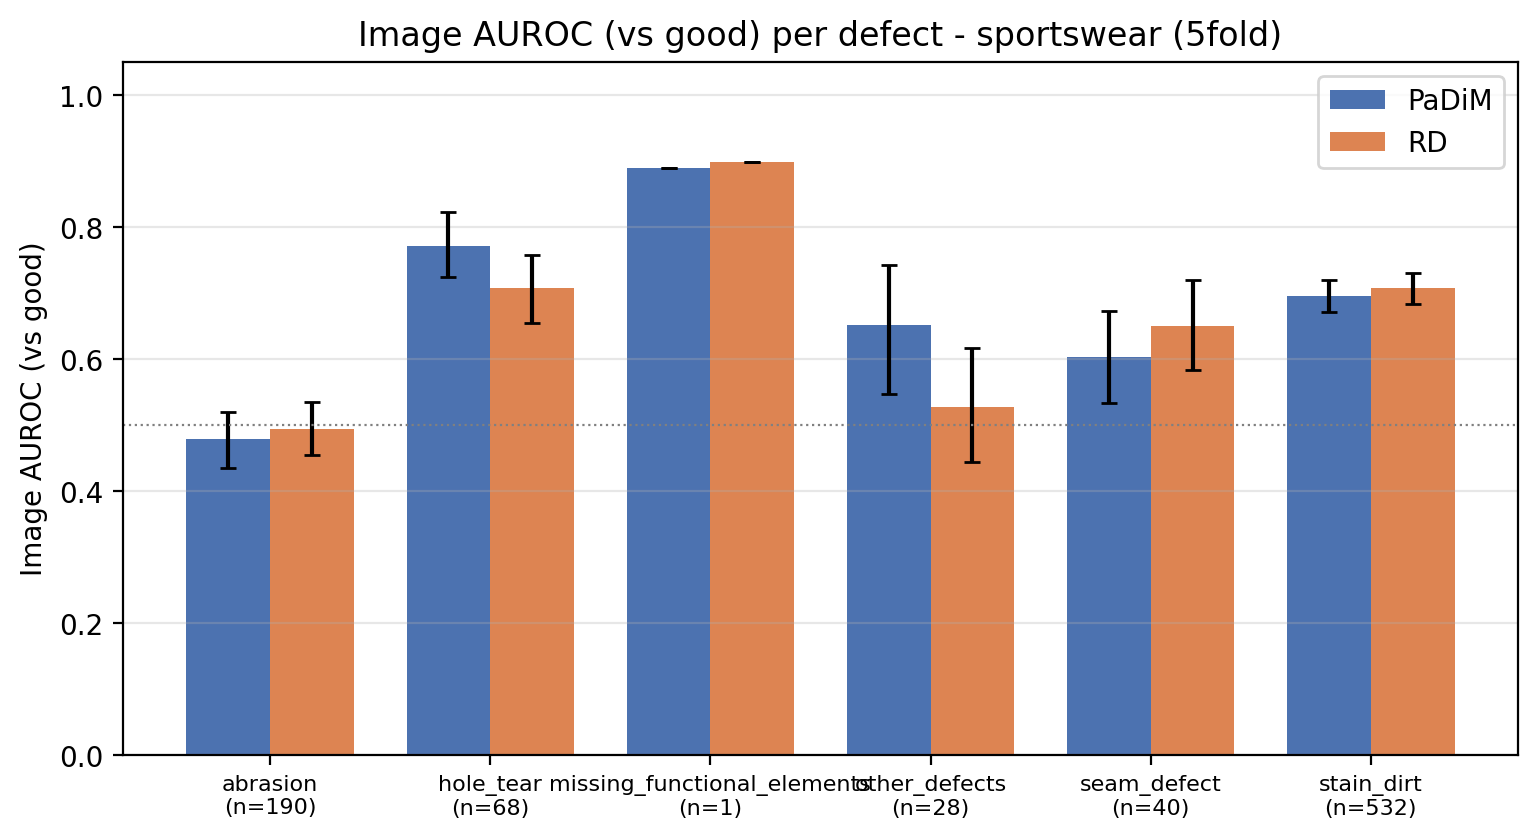 Image AUROC (vs good) per defect - sportswear (5fold)
PaDiM
RD
Image AUROC (vs good)
1.0
0.8
0.6
0.4
0.2
0.0
abrasion
(n=190)
hole_tear
(n=68)
missing_functional_elements
(n=1)
other_defects
(n=28)
seam_defect
(n=40)
stain_dirt
(n=532)